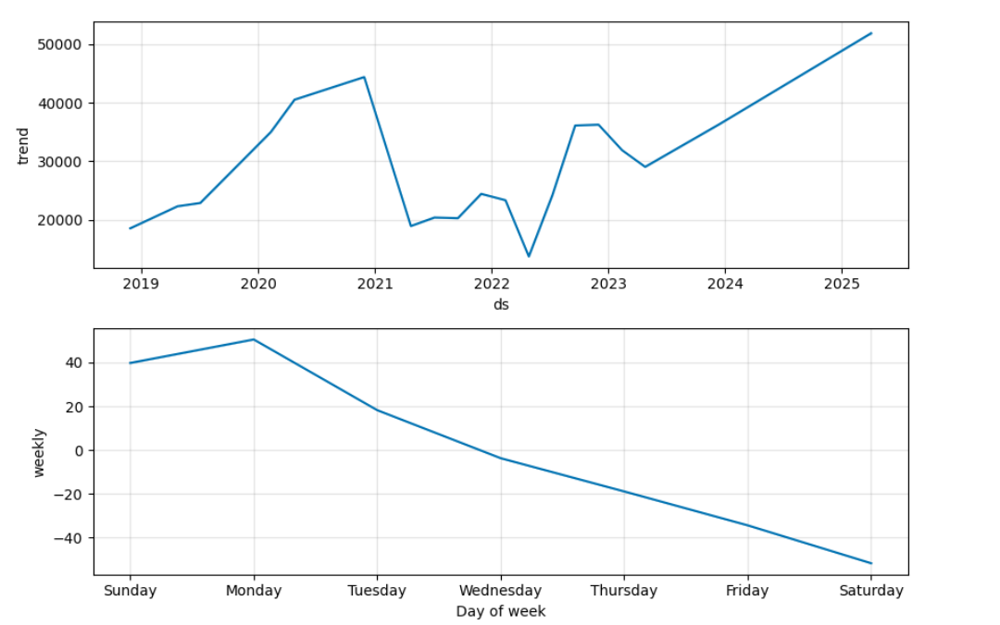 50000
40000
30000
20000
trend
2019 2020 2021 2022 2023 2024 2025
ds
40
20
0
−20
−40
weekly
Sunday Monday Tuesday Wednesday Thursday Friday Saturday
Day of week